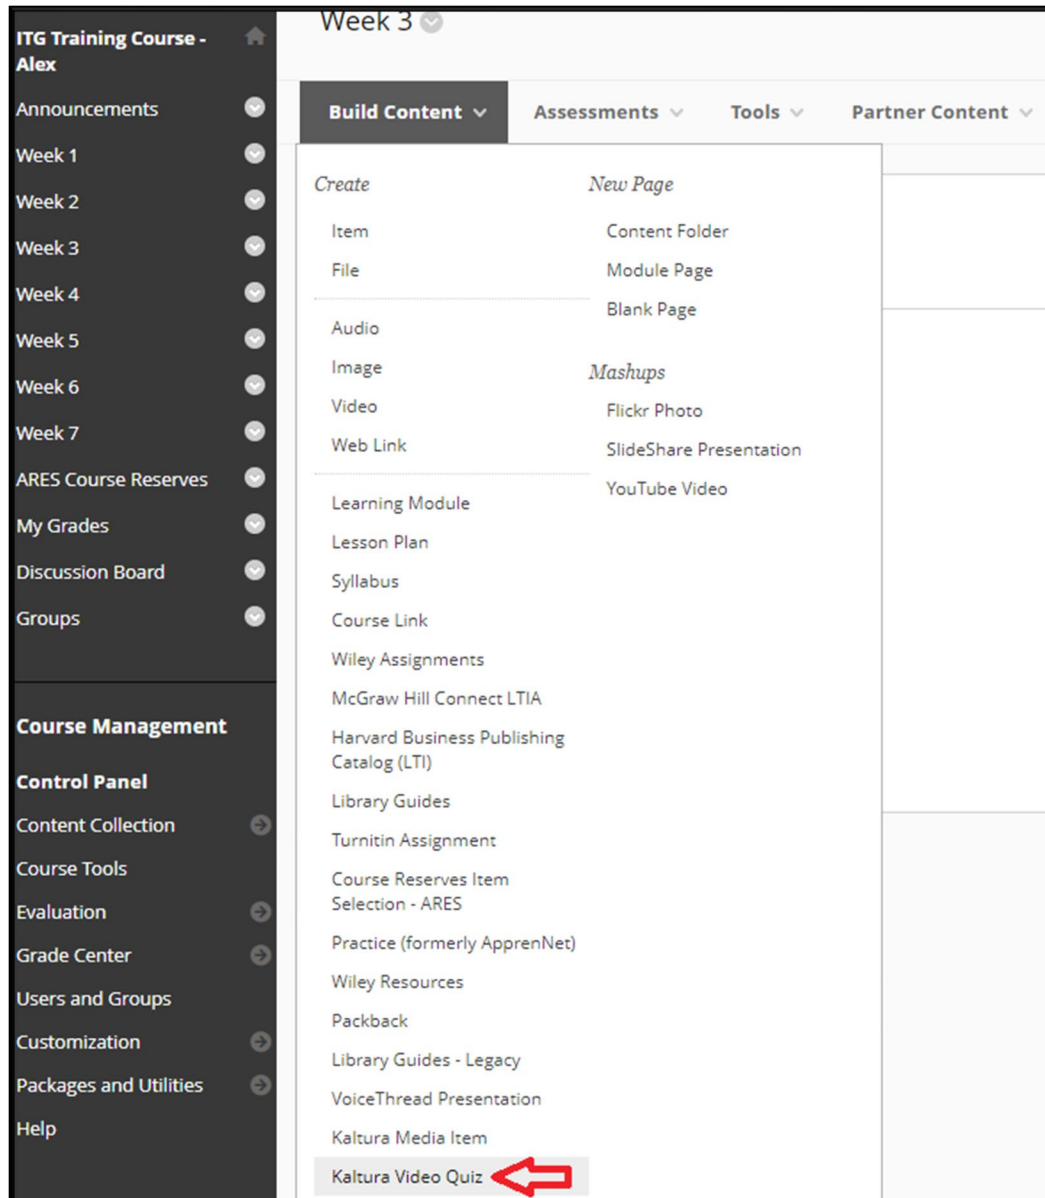 ITG Training Course -
Alex
Announcements
Week 1
Week 2
Week 3
Week 4
Week 5
Week 6
Week 7
ARES Course Reserves
My Grades
Discussion Board
Groups
Course Management
Control Panel
Content Collection
Course Tools
Evaluation
Grade Center
Users and Groups
Customization
Packages and Utilities
Help
Week 3
Build Content
Assessments
Tools
Partner Content
Create
Item
File
Audio
Image
Video
Web Link
Learning Module
Lesson Plan
Syllabus
Course Link
Wiley Assignments
McGraw Hill Connect LTIA
Harvard Business Publishing
Catalog (LTI)
Library Guides
Turnitin Assignment
Course Reserves Item
Selection - ARES
Practice (formerly ApprenNet)
Wiley Resources
Packback
Library Guides - Legacy
VoiceThread Presentation
Kaltura Media Item
Kaltura Video Quiz
New Page
Content Folder
Module Page
Blank Page
Mashups
Flickr Photo
SlideShare Presentation
YouTube Video